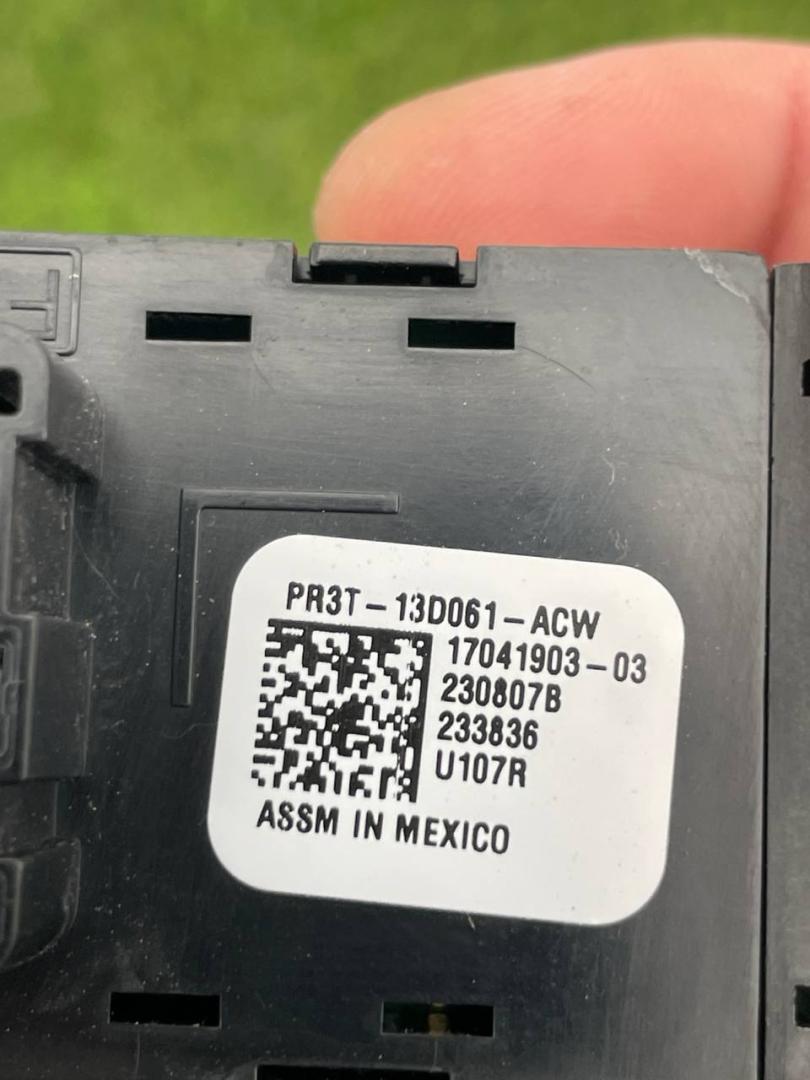 PR3T-13D061-ACW
17041903-03
230807B
233836
U107R
ASSM IN MEXICO